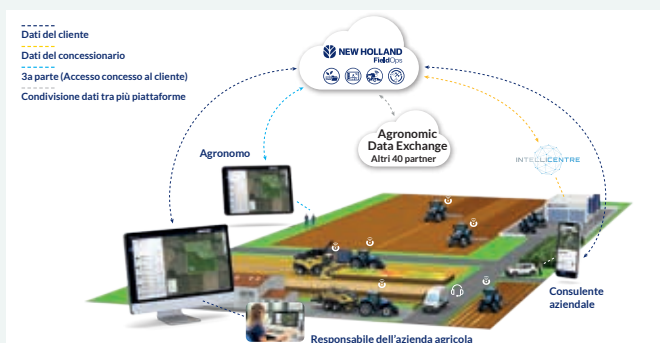 Dati del cliente
Dati del concessionario
3a parte (Accesso concesso al cliente)
Condivisione dati tra più piattaforme
NEW HOLLAND
FieldOps
Agronomic
Data Exchange
Altri 40 partner
Agronomo
INTELLICENTRE
Consulente
aziendale
Responsabile dell'azienda agricola